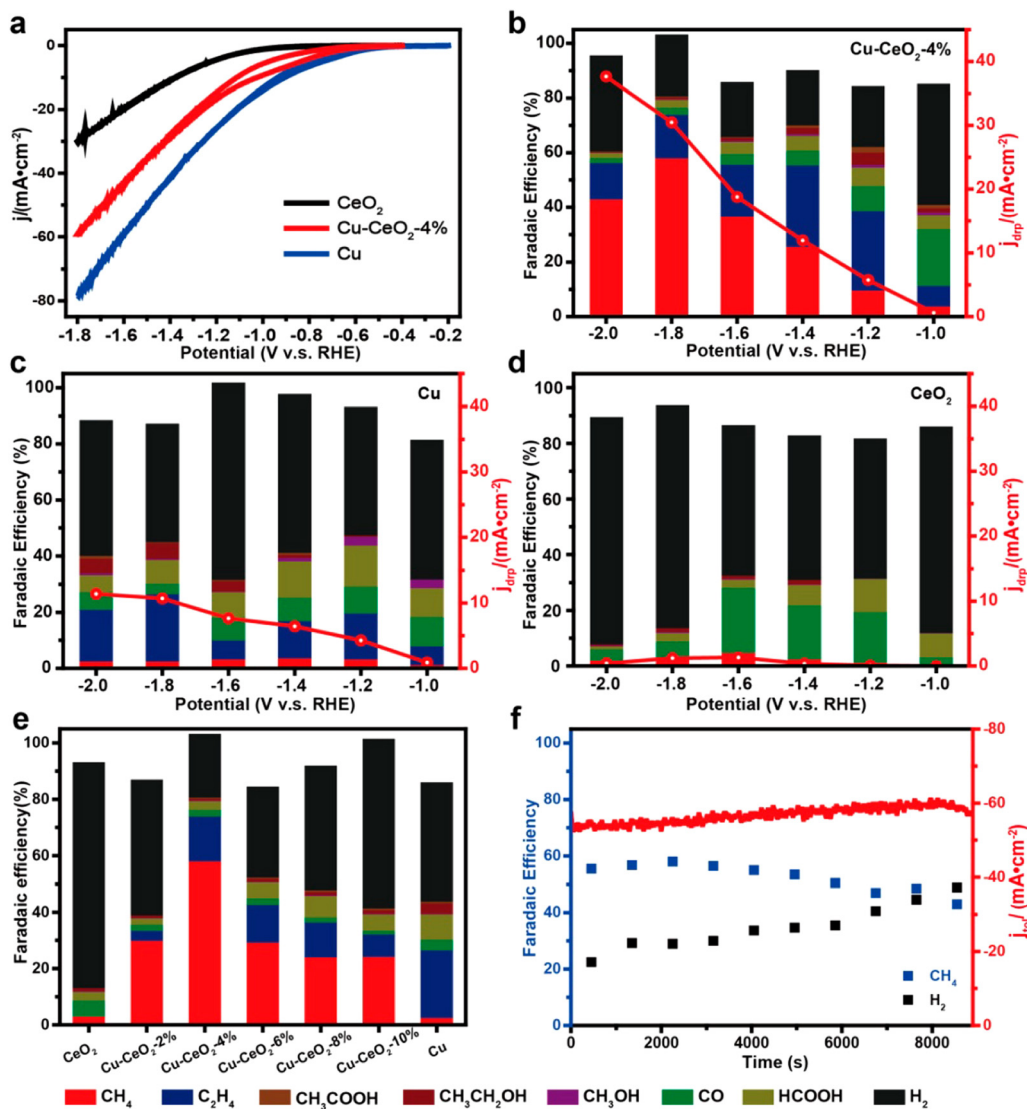 a
0
-20
-40
-60
-80
j/(mA•cm⁻²)
CeO₂
Cu-CeO₂-4%
Cu
-1.8 -1.6 -1.4 -1.2 -1.0 -0.8 -0.6 -0.4 -0.2
Potential (V v.s. RHE)
b
Cu-CeO₂-4%
100
80
60
40
20
0
Faradaic Efficiency (%)
40
30
20
10
0
j_drp/(mA•cm⁻²)
-2.0 -1.8 -1.6 -1.4 -1.2 -1.0
Potential (V v.s. RHE)
c
Cu
100
80
60
40
20
0
Faradaic Efficiency (%)
40
30
20
10
0
j_drp/(mA•cm⁻²)
-2.0 -1.8 -1.6 -1.4 -1.2 -1.0
Potential (V v.s. RHE)
d
CeO₂
100
80
60
40
20
0
Faradaic Efficiency (%)
40
30
20
10
0
j_drp/(mA•cm⁻²)
-2.0 -1.8 -1.6 -1.4 -1.2 -1.0
Potential (V v.s. RHE)
e
100
80
60
40
20
0
Faradaic efficiency(%)
CeO₂ Cu-CeO₂-2% Cu-CeO₂-4% Cu-CeO₂-6% Cu-CeO₂-8% Cu-CeO₂-10% Cu
f
100
80
60
40
20
0
Faradaic Efficiency
-80
-60
-40
-20
0
j_tot/ (mA•cm⁻²)
CH₄
H₂
0 2000 4000 6000 8000
Time (s)
CH₄ C₂H₄ CH₃COOH CH₃CH₂OH CH₃OH CO HCOOH H₂